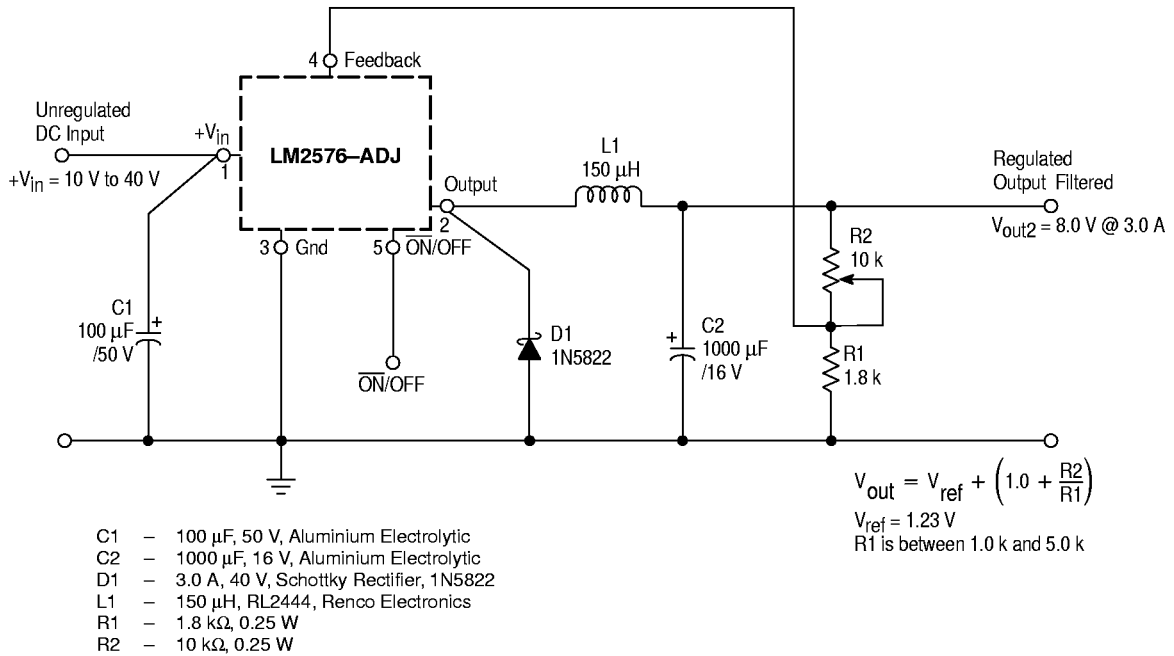 4 Feedback
Unregulated
DC Input
+Vin
1
+Vin = 10 V to 40 V
LM2576–ADJ
Output
2
3 Gnd
5 ON/OFF
ON/OFF
L1
150 μH
Regulated
Output Filtered
Vout2 = 8.0 V @ 3.0 A
R2
10 k
C1
100 μF
/50 V
+
D1
1N5822
+
C2
1000 μF
/16 V
R1
1.8 k
Vout = Vref + (1.0 + R2/R1)
Vref = 1.23 V
R1 is between 1.0 k and 5.0 k
C1 – 100 μF, 50 V, Aluminium Electrolytic
C2 – 1000 μF, 16 V, Aluminium Electrolytic
D1 – 3.0 A, 40 V, Schottky Rectifier, 1N5822
L1 – 150 μH, RL2444, Renco Electronics
R1 – 1.8 kΩ, 0.25 W
R2 – 10 kΩ, 0.25 W